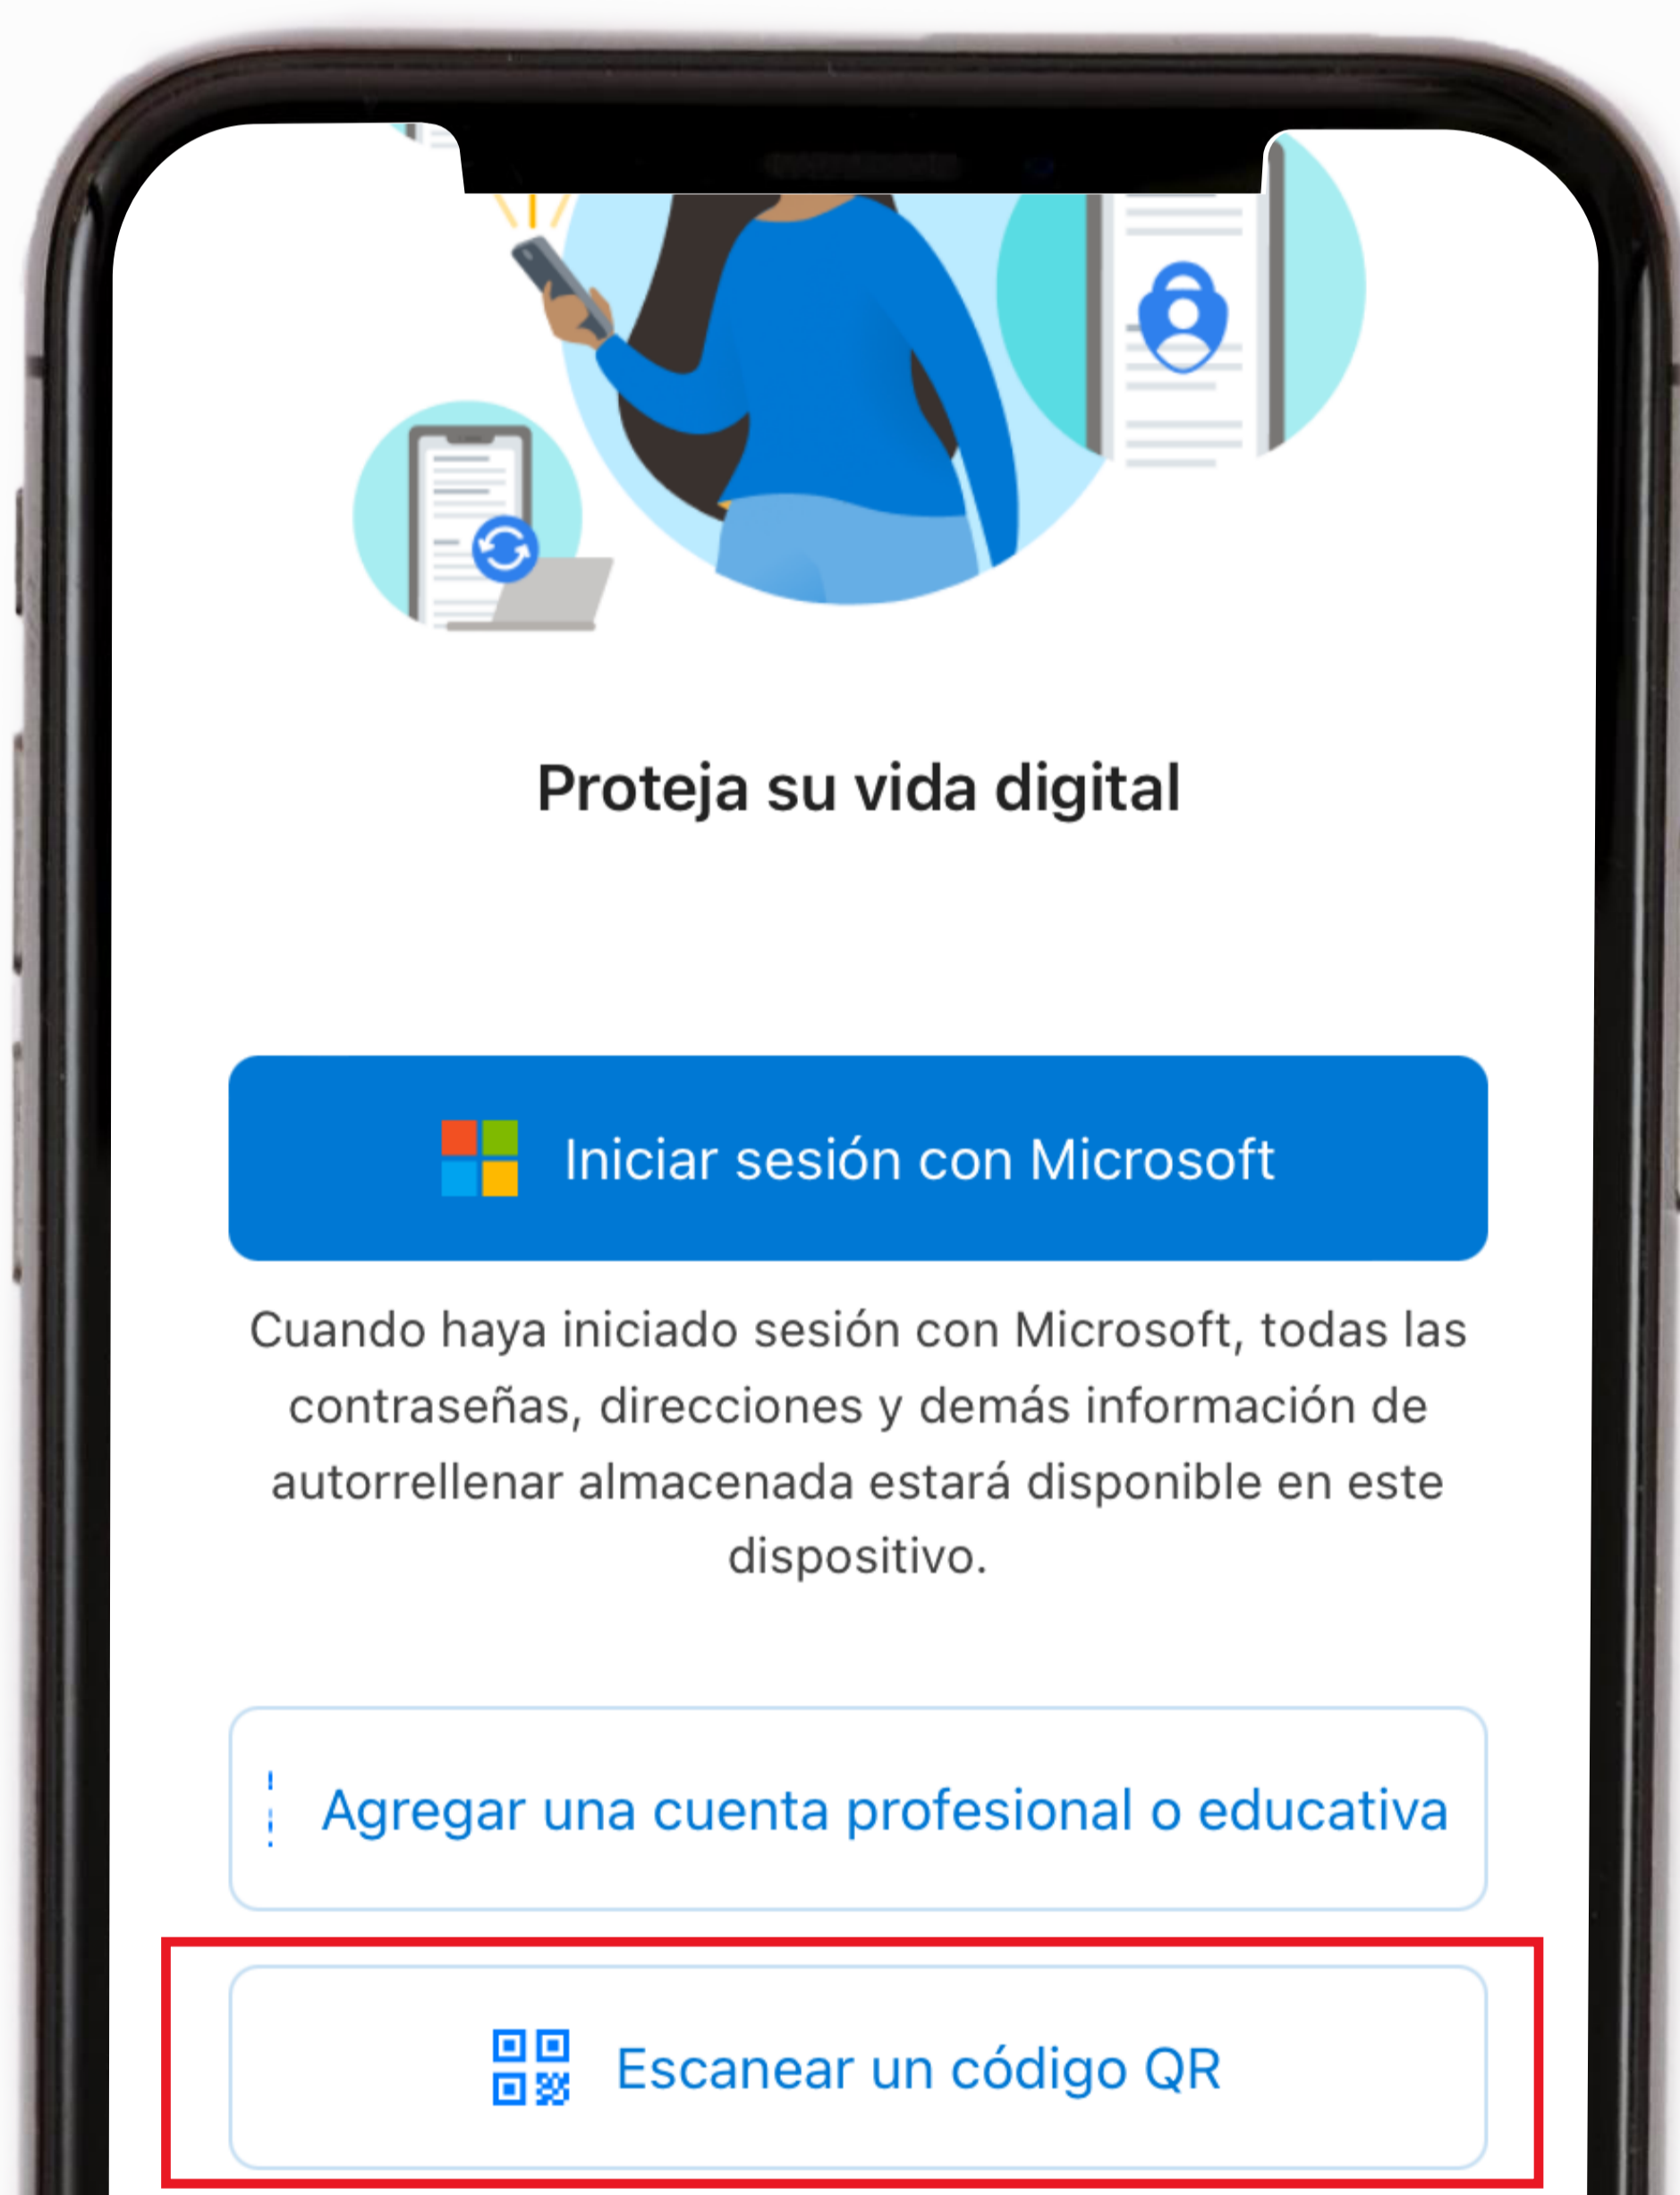 Proteja su vida digital
Iniciar sesión con Microsoft
Cuando haya iniciado sesión con Microsoft, todas las
contraseñas, direcciones y demás información de
autorrellenar almacenada estará disponible en este
dispositivo.
Agregar una cuenta profesional o educativa
Escanear un código QR